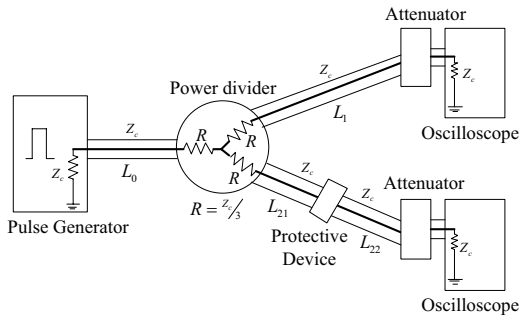 Attenuator
Z_c
Z_c
Power divider
L_1
Oscilloscope
Z_c
R
R
Z_c
L_0
R
Z_c
Z_c
Attenuator
Pulse Generator
R = Z_c/3
L_21
Protective
Device
L_22
Z_c
Oscilloscope